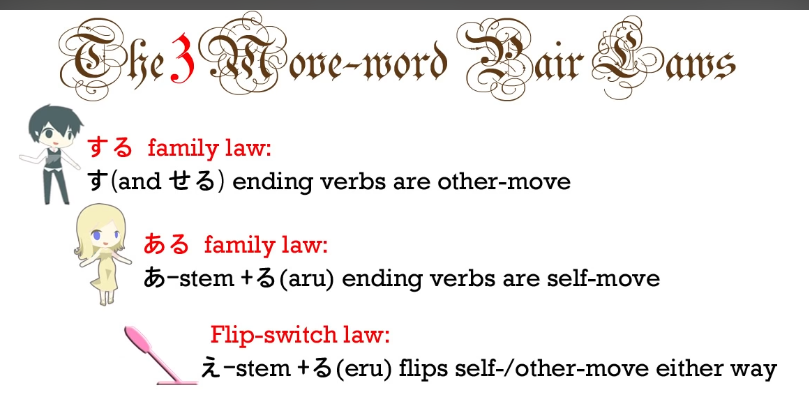 The 3 Move-word Pair Laws
する family law:
す(and せる) ending verbs are other-move
ある family law:
あ-stem +る(aru) ending verbs are self-move
Flip-switch law:
え-stem +る(eru) flips self-/other-move either way